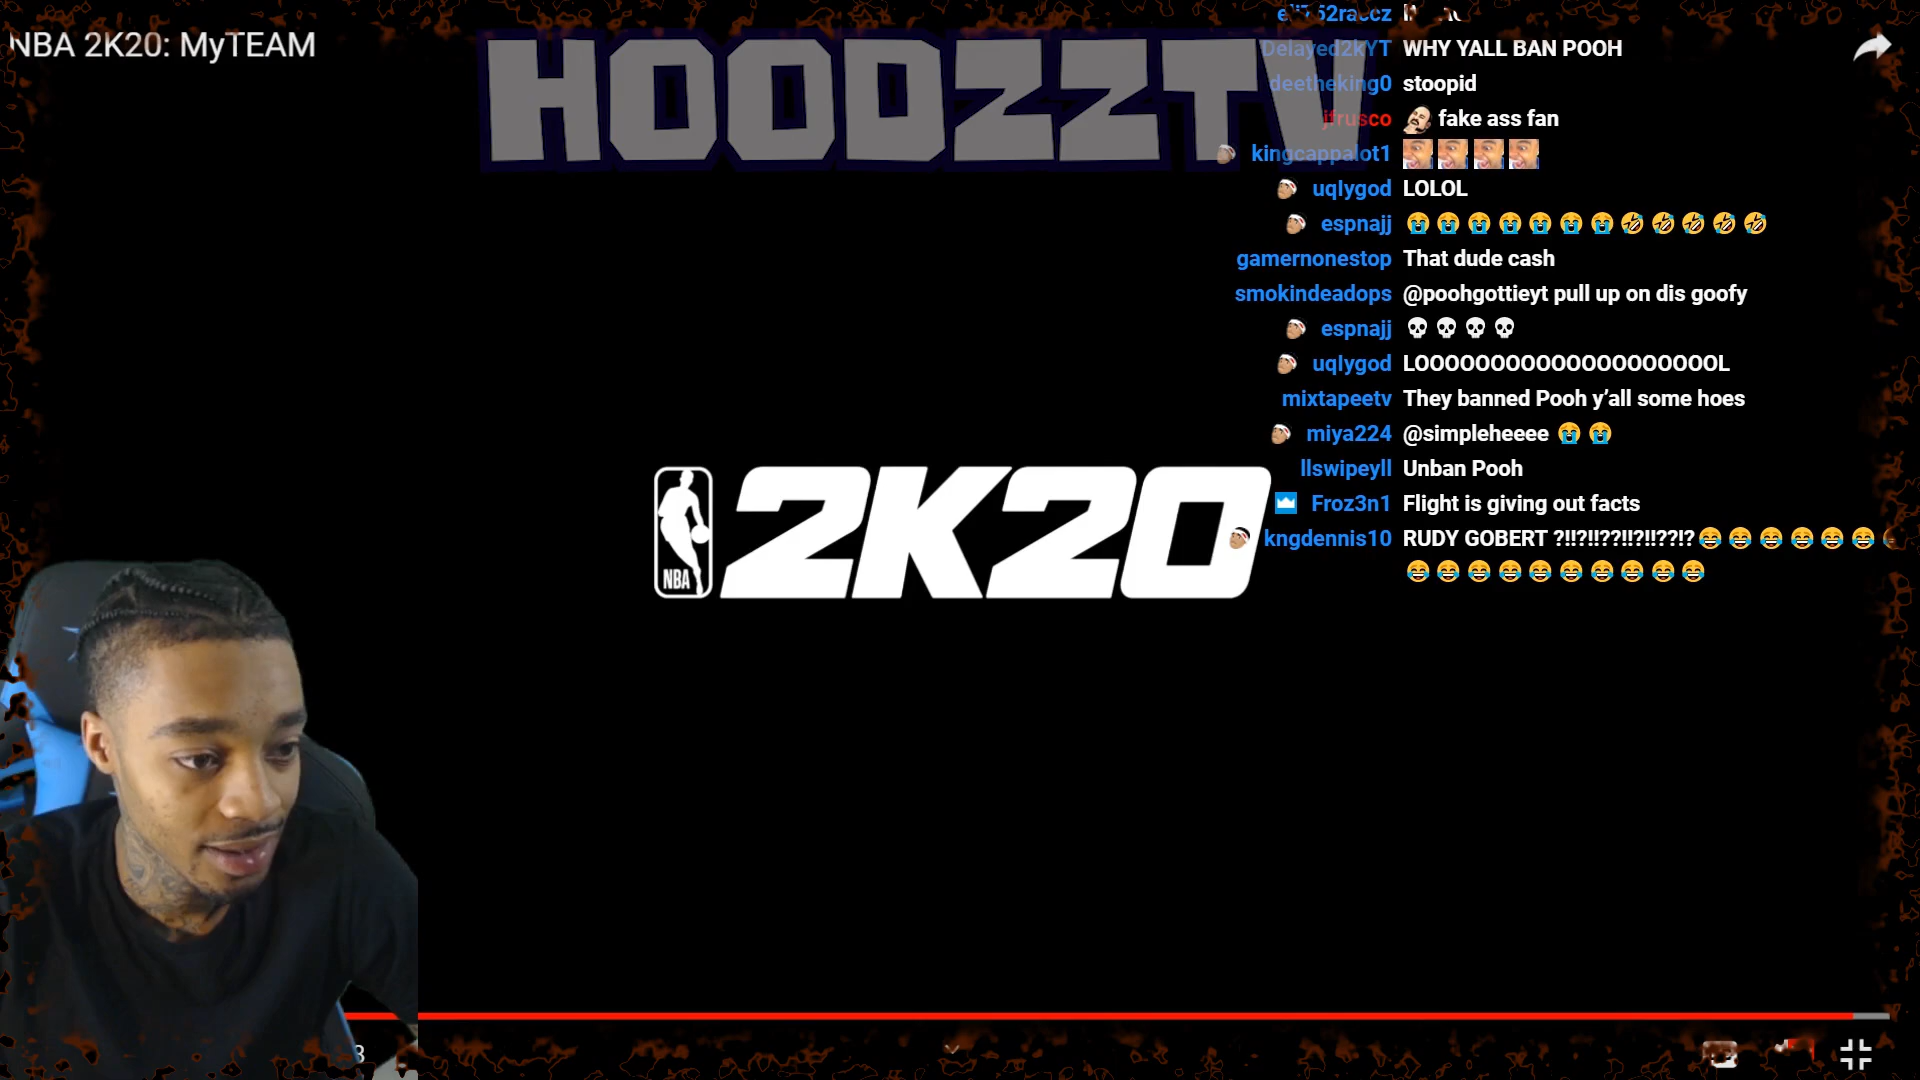 NBA 2K20: MyTEAM
HOODZZTV
Delayed2kYT WHY YALL BAN POOH
deetheking0 stoopid
jfrusco fake ass fan
kingcappalot1
uqlygod LOLOL
espnajj 😭😭😭😭😭😭😭🤣🤣🤣🤣🤣
gamernonestop That dude cash
smokindeadops @poohgottieyt pull up on dis goofy
espnajj 💀💀💀💀
uqlygod LOOOOOOOOOOOOOOOOOOOOL
mixtapeetv They banned Pooh y’all some hoes
miya224 @simpleheeee 😭😭
llswipeyll Unban Pooh
Froz3n1 Flight is giving out facts
kngdennis10 RUDY GOBERT ?!!?!!??!!?!!??!?😂😂😂😂😂😂
😂😂😂😂😂😂😂😂😂😂
NBA 2K20